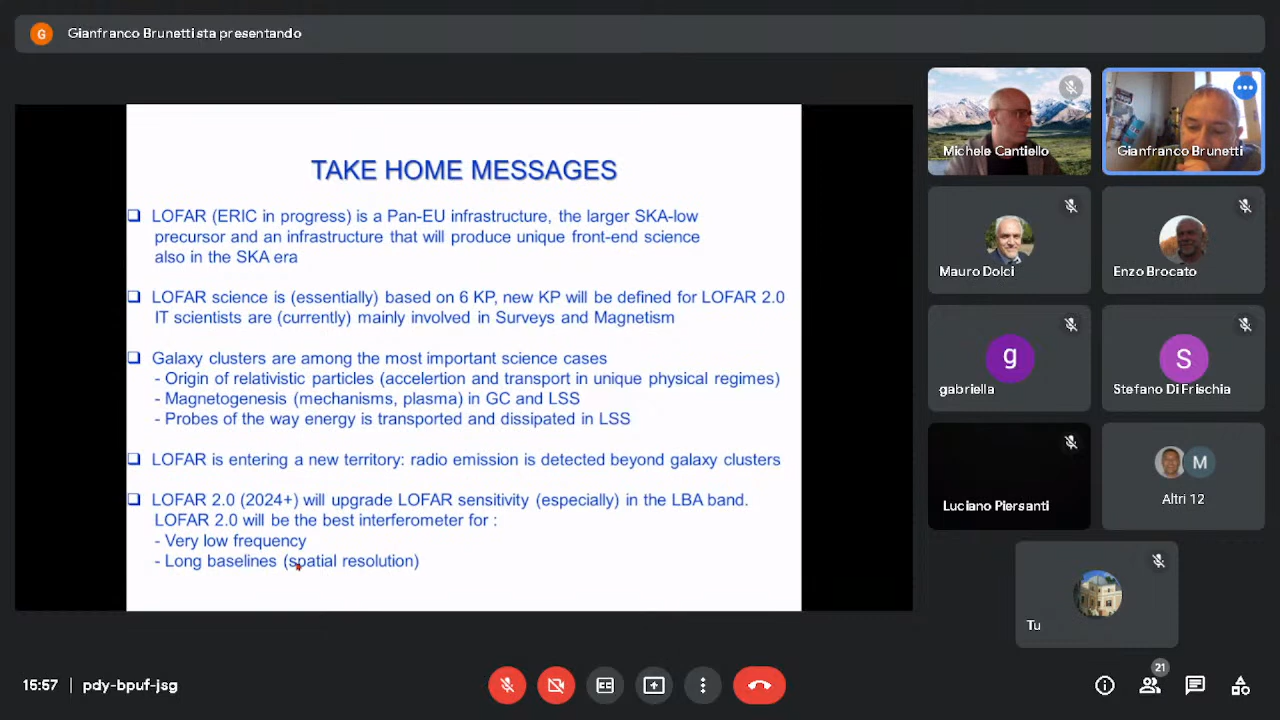 G
Gianfranco Brunetti sta presentando
TAKE HOME MESSAGES
LOFAR (ERIC in progress) is a Pan-EU infrastructure, the larger SKA-low
precursor and an infrastructure that will produce unique front-end science
also in the SKA era
LOFAR science is (essentially) based on 6 KP, new KP will be defined for LOFAR 2.0
IT scientists are (currently) mainly involved in Surveys and Magnetism
Galaxy clusters are among the most important science cases
- Origin of relativistic particles (accelertion and transport in unique physical regimes)
- Magnetogenesis (mechanisms, plasma) in GC and LSS
- Probes of the way energy is transported and dissipated in LSS
LOFAR is entering a new territory: radio emission is detected beyond galaxy clusters
LOFAR 2.0 (2024+) will upgrade LOFAR sensitivity (especially) in the LBA band.
LOFAR 2.0 will be the best interferometer for :
- Very low frequency
- Long baselines (spatial resolution)
Michele Cantiello
Gianfranco Brunetti
Mauro Dolci
Enzo Brocato
g
gabriella
S
Stefano Di Frischia
Luciano Piersanti
M
Altri 12
Tu
15:57 | pdy-bpuf-jsg
CC
21